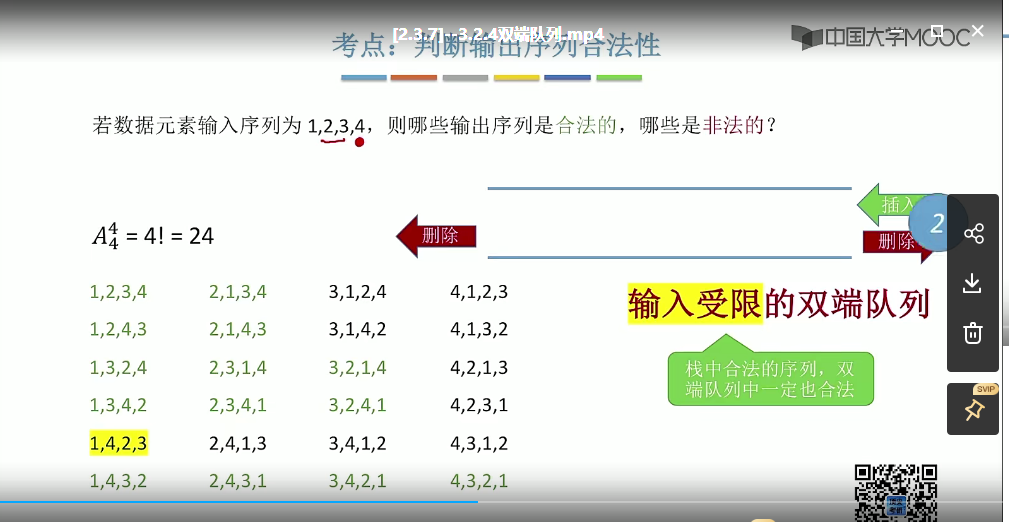 [2.3.7]--3.2.4双端队列.mp4
考点：判断输出序列合法性
中国大学MOOC
若数据元素输入序列为 1,2,3,4，则哪些输出序列是合法的，哪些是非法的？
插入
2
删除
删除
A₄⁴ = 4! = 24
1,2,3,4 2,1,3,4 3,1,2,4 4,1,2,3
1,2,4,3 2,1,4,3 3,1,4,2 4,1,3,2
1,3,2,4 2,3,1,4 3,2,1,4 4,2,1,3
1,3,4,2 2,3,4,1 3,2,4,1 4,2,3,1
1,4,2,3 2,4,1,3 3,4,1,2 4,3,1,2
1,4,3,2 2,4,3,1 3,4,2,1 4,3,2,1
输入受限的双端队列
栈中合法的序列，双
端队列中一定也合法
SVIP